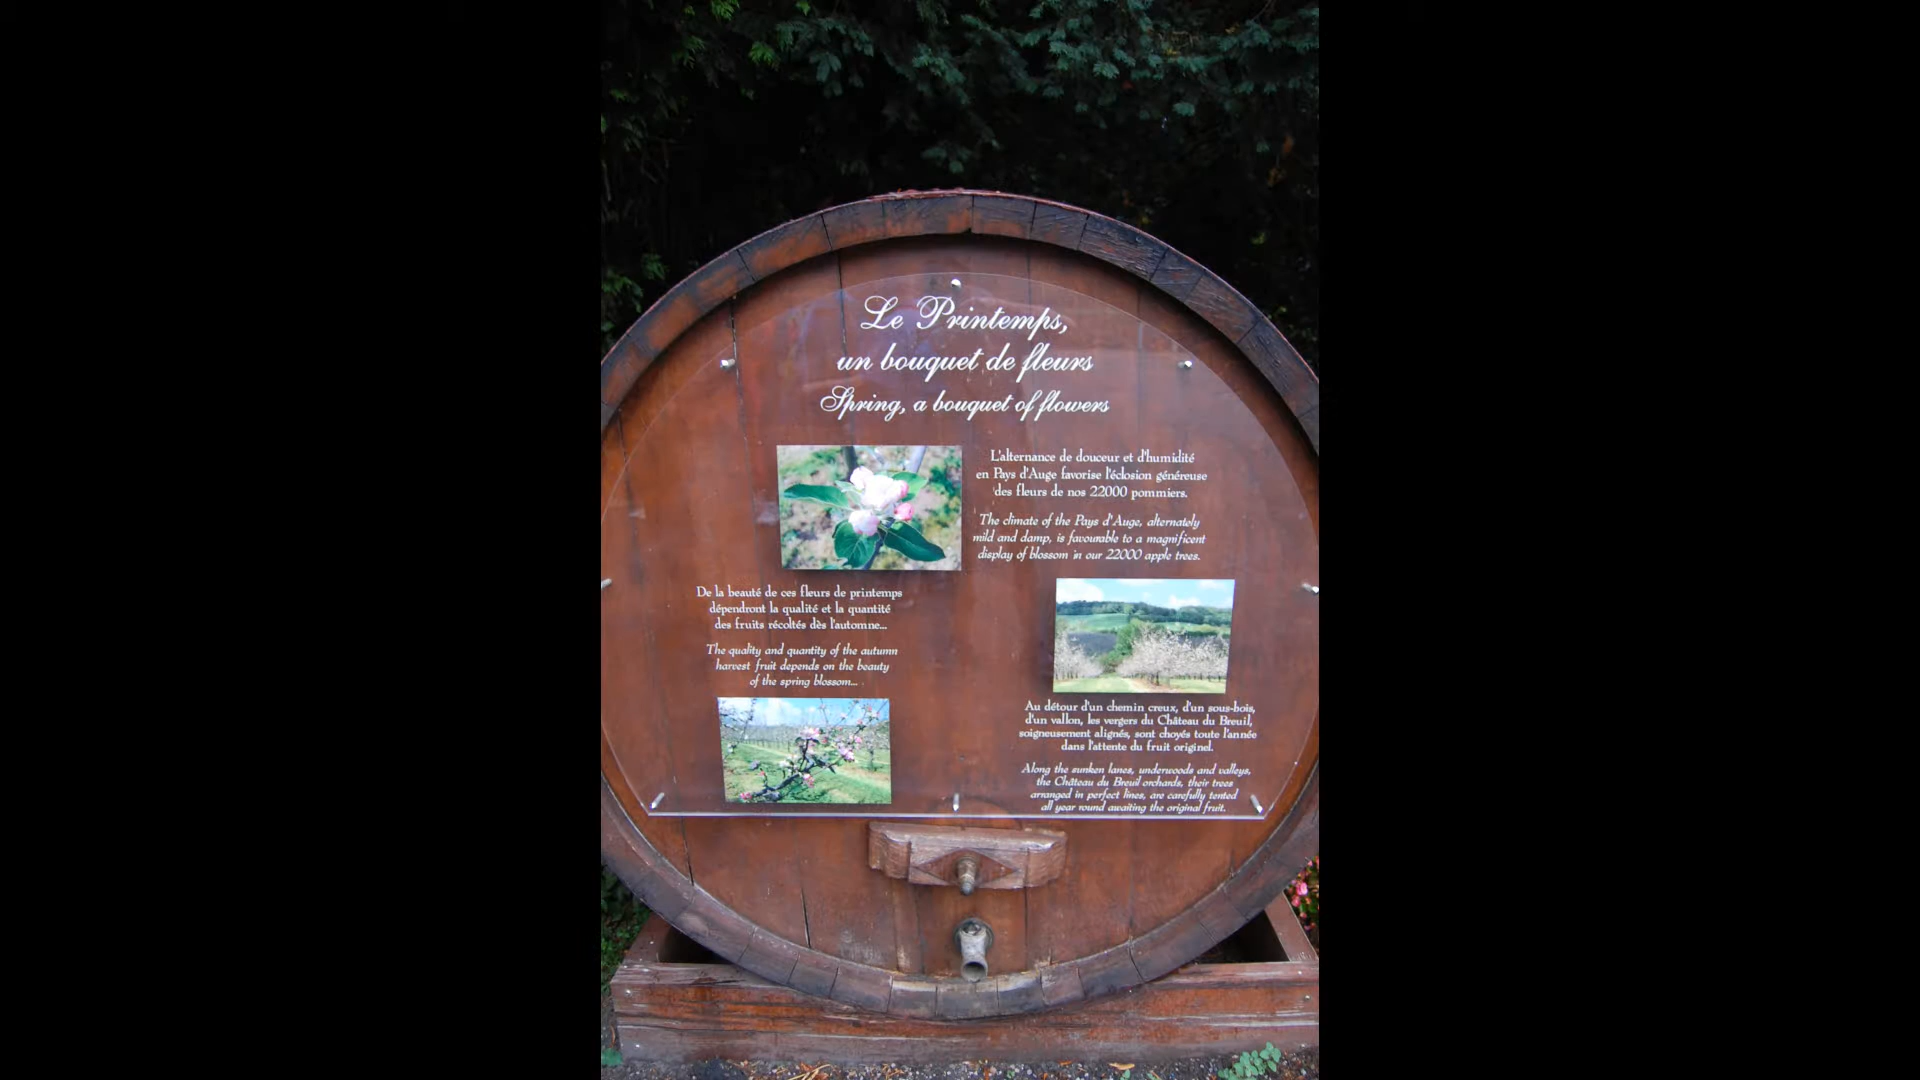 Le Printemps,
un bouquet de fleurs
Spring, a bouquet of flowers
L'alternance de douceur et d'humidité
en Pays d'Auge favorise l'éclosion généreuse
des fleurs de nos 22000 pommiers.
The climate of the Pays d'Auge, alternately
mild and damp, is favourable to a magnificent
display of blossom in our 22000 apple trees.
De la beauté de ces fleurs de printemps
dépendront la qualité et la quantité
des fruits récoltés dès l'automne...
The quality and quantity of the autumn
harvest fruit depends on the beauty
of the spring blossom...
Au détour d'un chemin creux, d'un sous-bois,
d'un vallon, les vergers du Château du Breuil,
soigneusement alignés, sont choyés toute l'année
dans l'attente du fruit originel.
Along the sunken lanes, underwoods and valleys,
the Château du Breuil orchards, their trees
arranged in perfect lines, are carefully tented
all year round awaiting the original fruit.